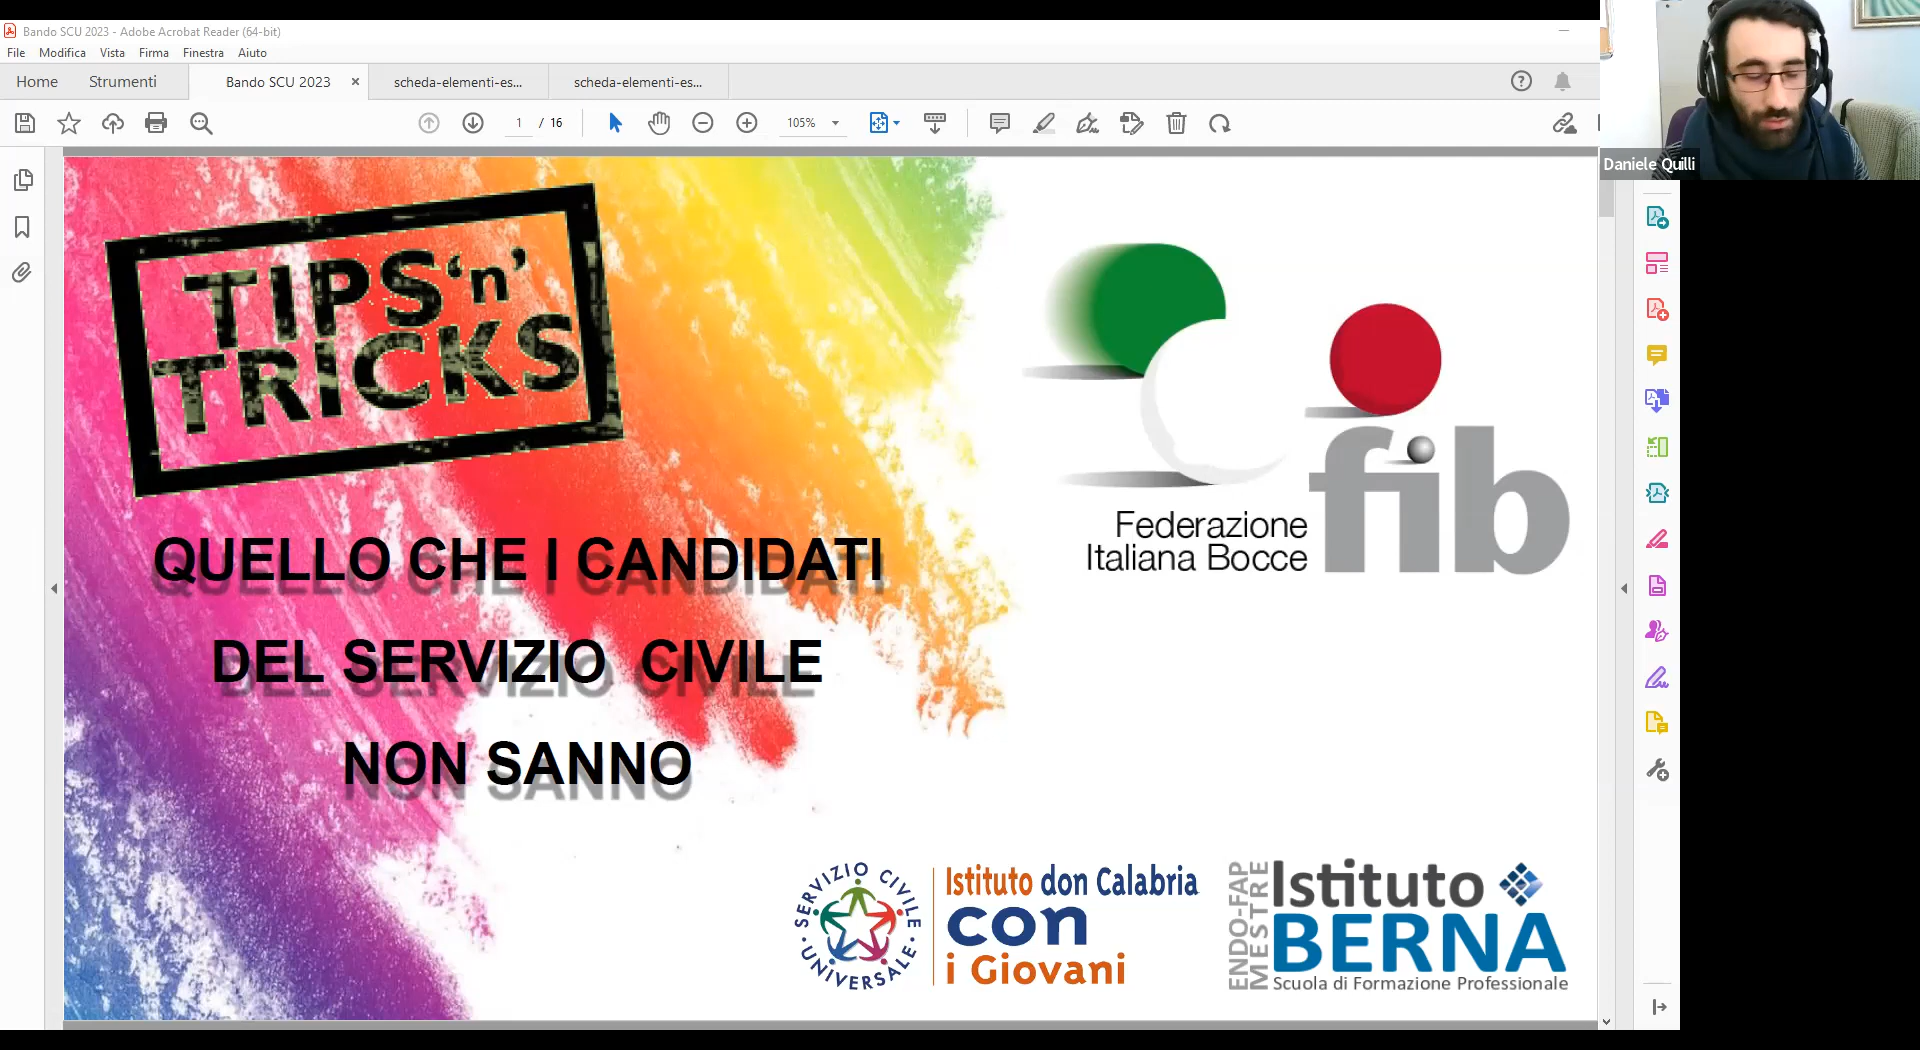 Bando SCU 2023 - Adobe Acrobat Reader (64-bit)
File Modifica Vista Firma Finestra Aiuto
Home Strumenti Bando SCU 2023 × scheda-elementi-es... scheda-elementi-es...
1 / 16 105%
Daniele Quilli
TIPS 'n'
TRICKS
QUELLO CHE I CANDIDATI
DEL SERVIZIO CIVILE
NON SANNO
fib
Federazione
Italiana Bocce
SERVIZIO CIVILE UNIVERSALE
Istituto don Calabria
con
i Giovani
ENDO-FAP
MESTRE
Istituto
BERNA
Scuola di Formazione Professionale